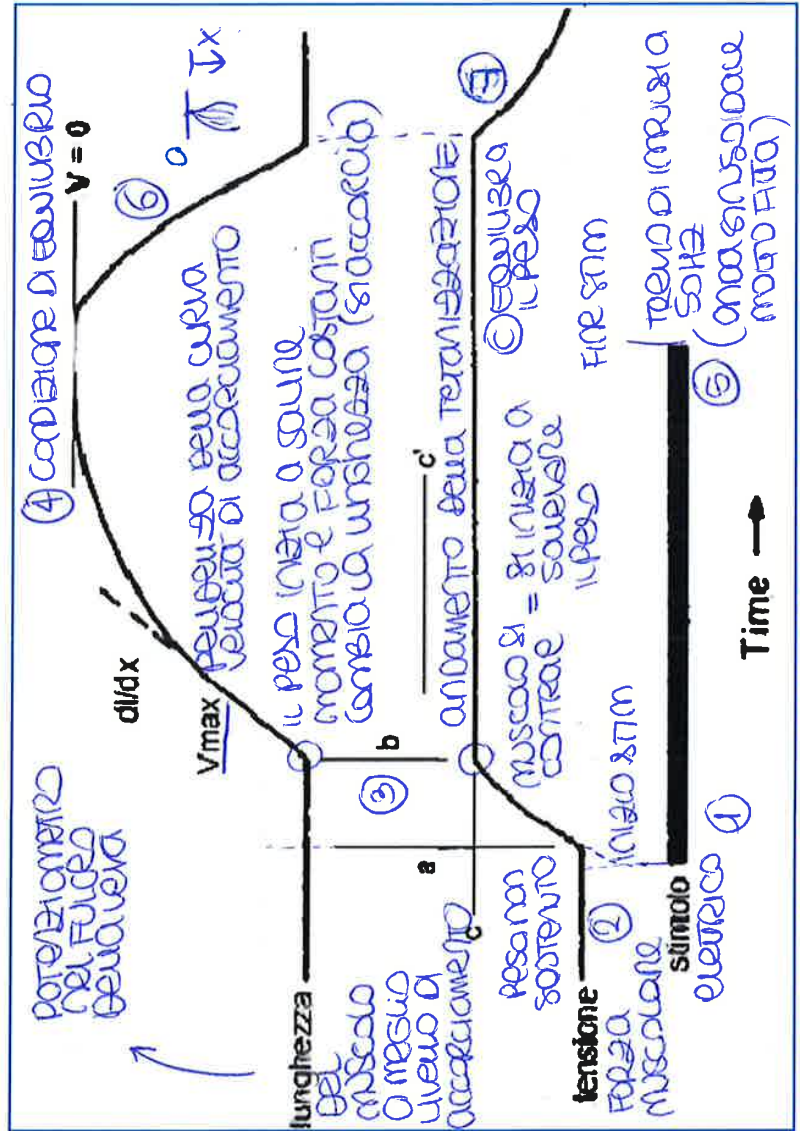 ④ CONDIZIONE DI EQUILIBRIO
V = 0
POTENZIOMETRO
NEL FULCRO
DELLA LEVA
dl/dx
Vmax
⑥
x
PENDENZA DELLA CURVA
VELOCITÀ DI ACCORCIAMENTO
lunghezza
DEL
MUSCOLO
O MEGLIO
LIVELLO DI
ACCORCIAMENTO
IL PESO INIZIA A SALIRE
MOMENTO E FORZA COSTANTI
CAMBIA LA LUNGHEZZA (SI ACCORCIA)
a
③
b
c
c'
ANDAMENTO DELLA TETANIZZAZIONE
PESO NON
SOSTENUTO
MUSCOLO SI = SI INIZIA A
CONTRAE SOLLEVARE
IL PESO
© EQUILIBRA
IL PESO
⑦
tensione
②
FORZA
MUSCOLARE
INIZIO STIM
FINE STIM
stimolo
ELETTRICO ①
⑤
TRENO DI IMPULSI A
50HZ
(ONDA SINUSOIDALE
MOLTO FITTA)
Time